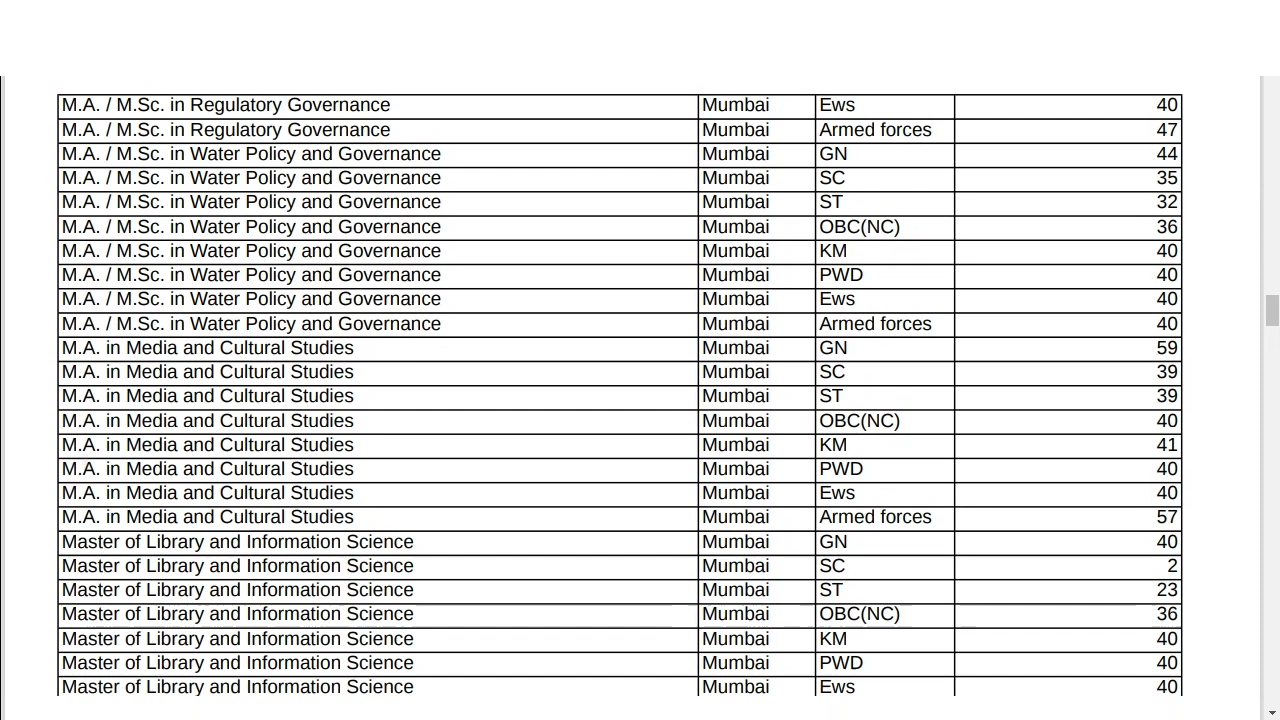 M.A. / M.Sc. in Regulatory Governance Mumbai Ews 40
M.A. / M.Sc. in Regulatory Governance Mumbai Armed forces 47
M.A. / M.Sc. in Water Policy and Governance Mumbai GN 44
M.A. / M.Sc. in Water Policy and Governance Mumbai SC 35
M.A. / M.Sc. in Water Policy and Governance Mumbai ST 32
M.A. / M.Sc. in Water Policy and Governance Mumbai OBC(NC) 36
M.A. / M.Sc. in Water Policy and Governance Mumbai KM 40
M.A. / M.Sc. in Water Policy and Governance Mumbai PWD 40
M.A. / M.Sc. in Water Policy and Governance Mumbai Ews 40
M.A. / M.Sc. in Water Policy and Governance Mumbai Armed forces 40
M.A. in Media and Cultural Studies Mumbai GN 59
M.A. in Media and Cultural Studies Mumbai SC 39
M.A. in Media and Cultural Studies Mumbai ST 39
M.A. in Media and Cultural Studies Mumbai OBC(NC) 40
M.A. in Media and Cultural Studies Mumbai KM 41
M.A. in Media and Cultural Studies Mumbai PWD 40
M.A. in Media and Cultural Studies Mumbai Ews 40
M.A. in Media and Cultural Studies Mumbai Armed forces 57
Master of Library and Information Science Mumbai GN 40
Master of Library and Information Science Mumbai SC 2
Master of Library and Information Science Mumbai ST 23
Master of Library and Information Science Mumbai OBC(NC) 36
Master of Library and Information Science Mumbai KM 40
Master of Library and Information Science Mumbai PWD 40
Master of Library and Information Science Mumbai Ews 40